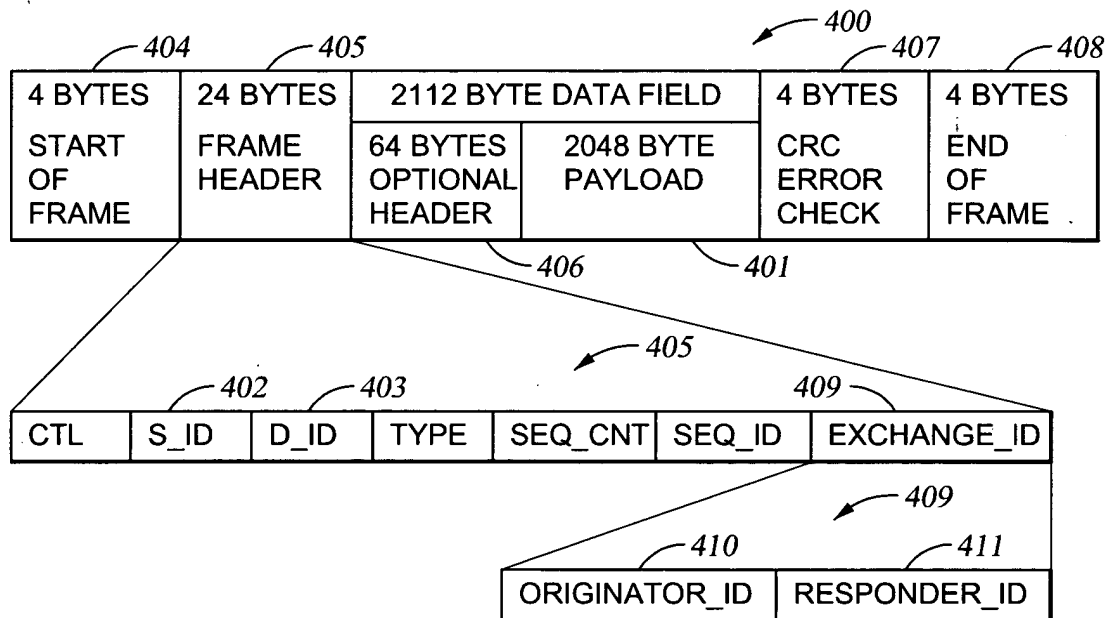 400
404
405
407
408
4 BYTES
START
OF
FRAME
24 BYTES
FRAME
HEADER
2112 BYTE DATA FIELD
64 BYTES
OPTIONAL
HEADER
2048 BYTE
PAYLOAD
4 BYTES
CRC
ERROR
CHECK
4 BYTES
END
OF
FRAME
406
401
405
402
403
409
CTL
S_ID
D_ID
TYPE
SEQ_CNT
SEQ_ID
EXCHANGE_ID
409
410
411
ORIGINATOR_ID
RESPONDER_ID